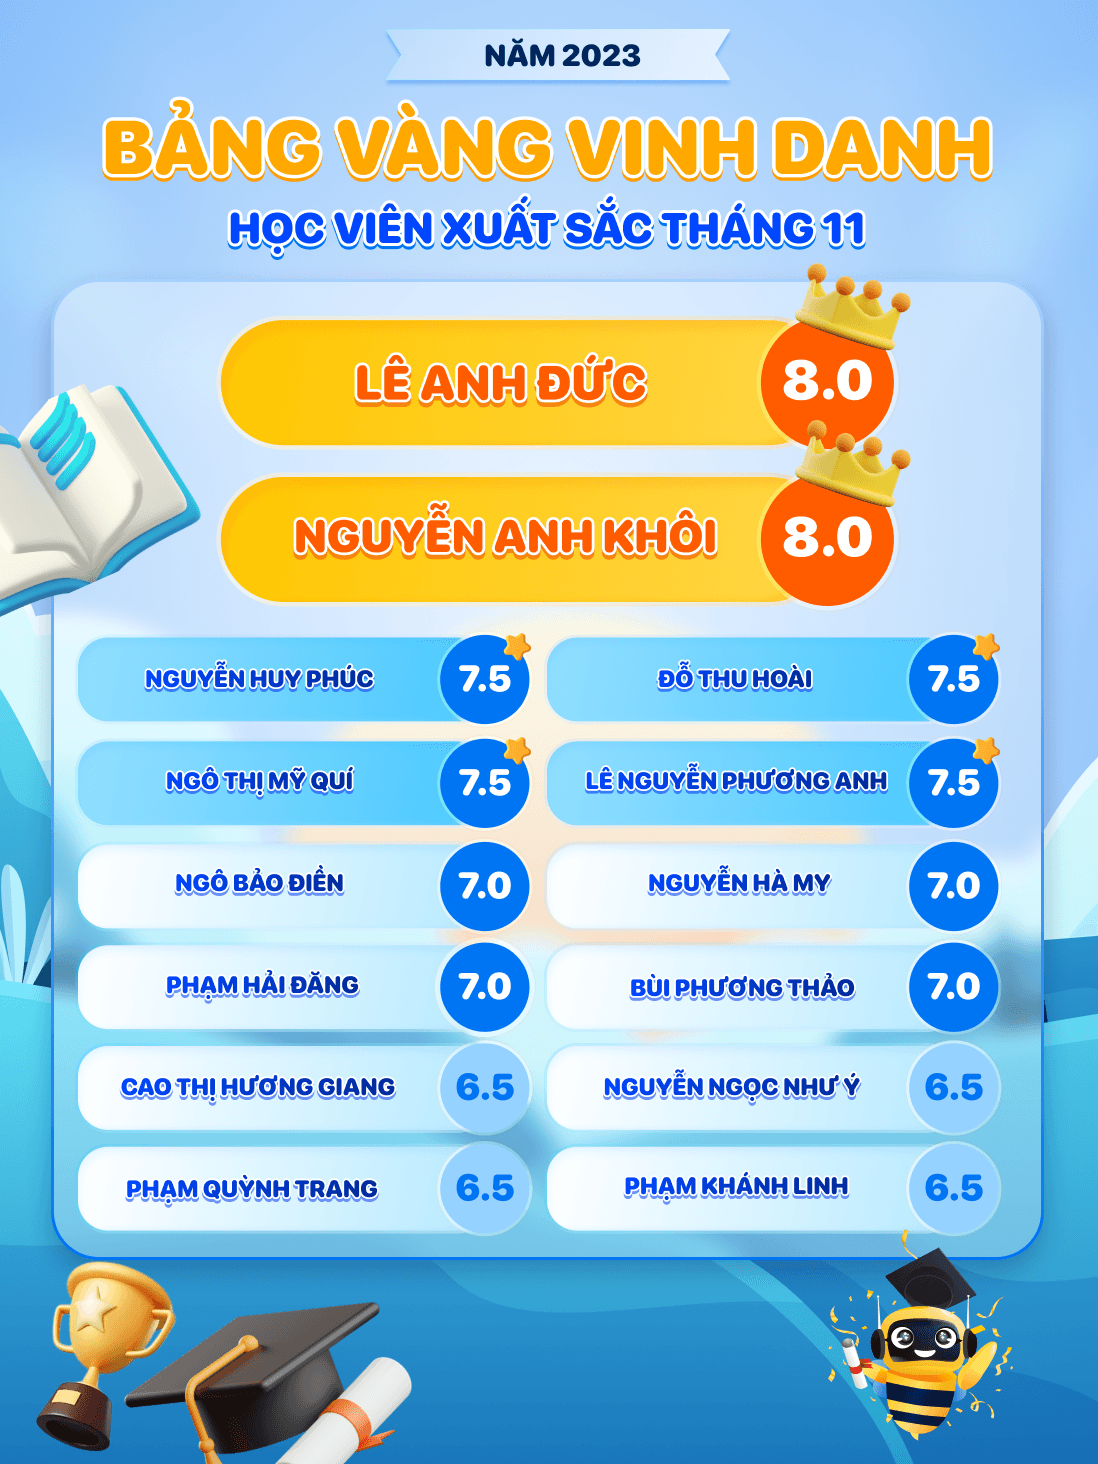 NĂM 2023
BẢNG VÀNG VINH DANH
HỌC VIÊN XUẤT SẮC THÁNG 11
LÊ ANH ĐỨC 8.0
NGUYỄN ANH KHÔI 8.0
NGUYỄN HUY PHÚC 7.5 ĐỖ THU HOÀI 7.5
NGÔ THỊ MỸ QUÍ 7.5 LÊ NGUYỄN PHƯƠNG ANH 7.5
NGÔ BẢO ĐIỀN 7.0 NGUYỄN HÀ MY 7.0
PHẠM HẢI ĐĂNG 7.0 BÙI PHƯƠNG THẢO 7.0
CAO THỊ HƯƠNG GIANG 6.5 NGUYỄN NGỌC NHƯ Ý 6.5
PHẠM QUỲNH TRANG 6.5 PHẠM KHÁNH LINH 6.5